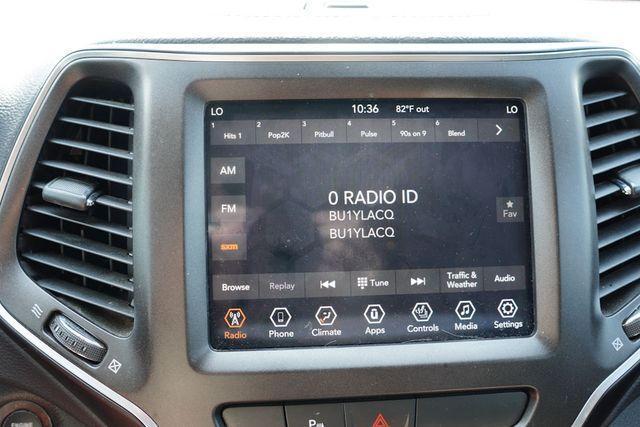 LO 10:36 82°F out LO
1 Hits 1 2 Pop2K 3 Pitbull 4 Pulse 5 90s on 9 6 Blend
AM
0 RADIO ID
BU1YLACQ
FM
Fav
BU1YLACQ
sxm
Browse Replay Tune Traffic & Weather Audio
Radio Phone Climate Apps Controls Media Settings
P
ENGINE